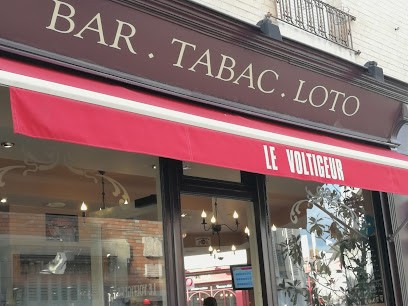 BAR . TABAC . LOTO
LE VOLTIGEUR